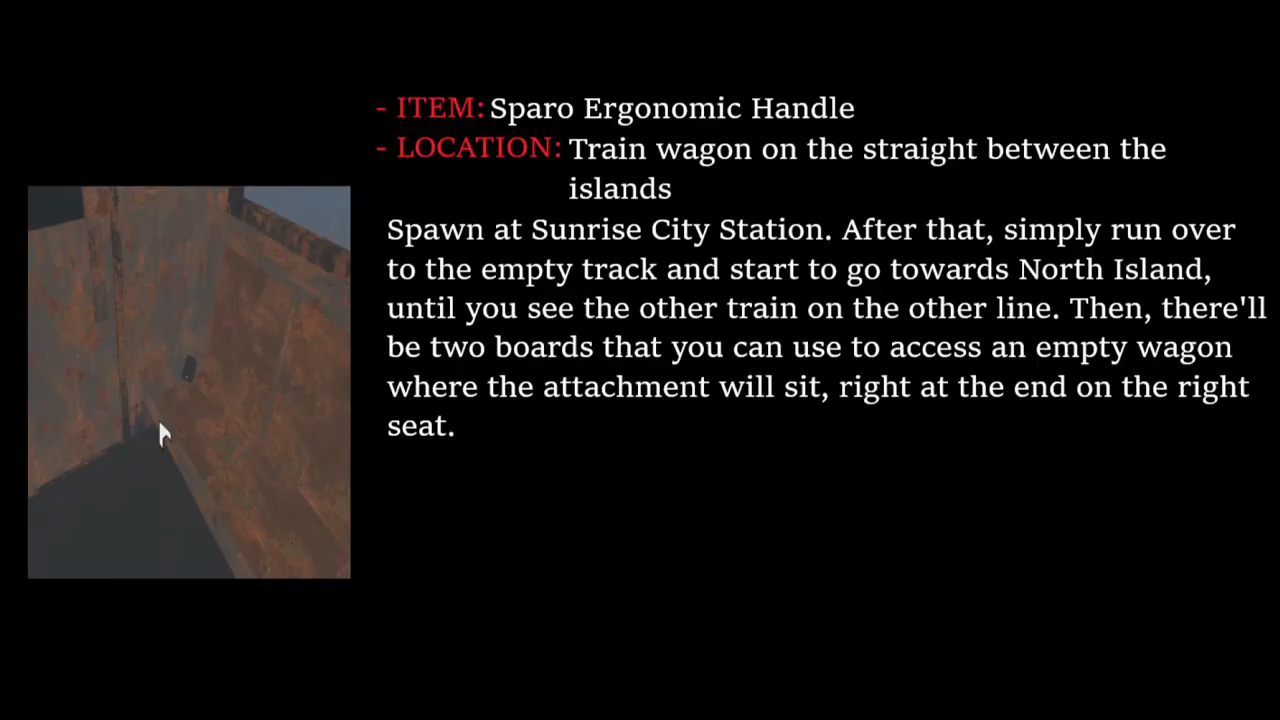 - ITEM: Sparo Ergonomic Handle
- LOCATION: Train wagon on the straight between the
islands
Spawn at Sunrise City Station. After that, simply run over
to the empty track and start to go towards North Island,
until you see the other train on the other line. Then, there'll
be two boards that you can use to access an empty wagon
where the attachment will sit, right at the end on the right
seat.